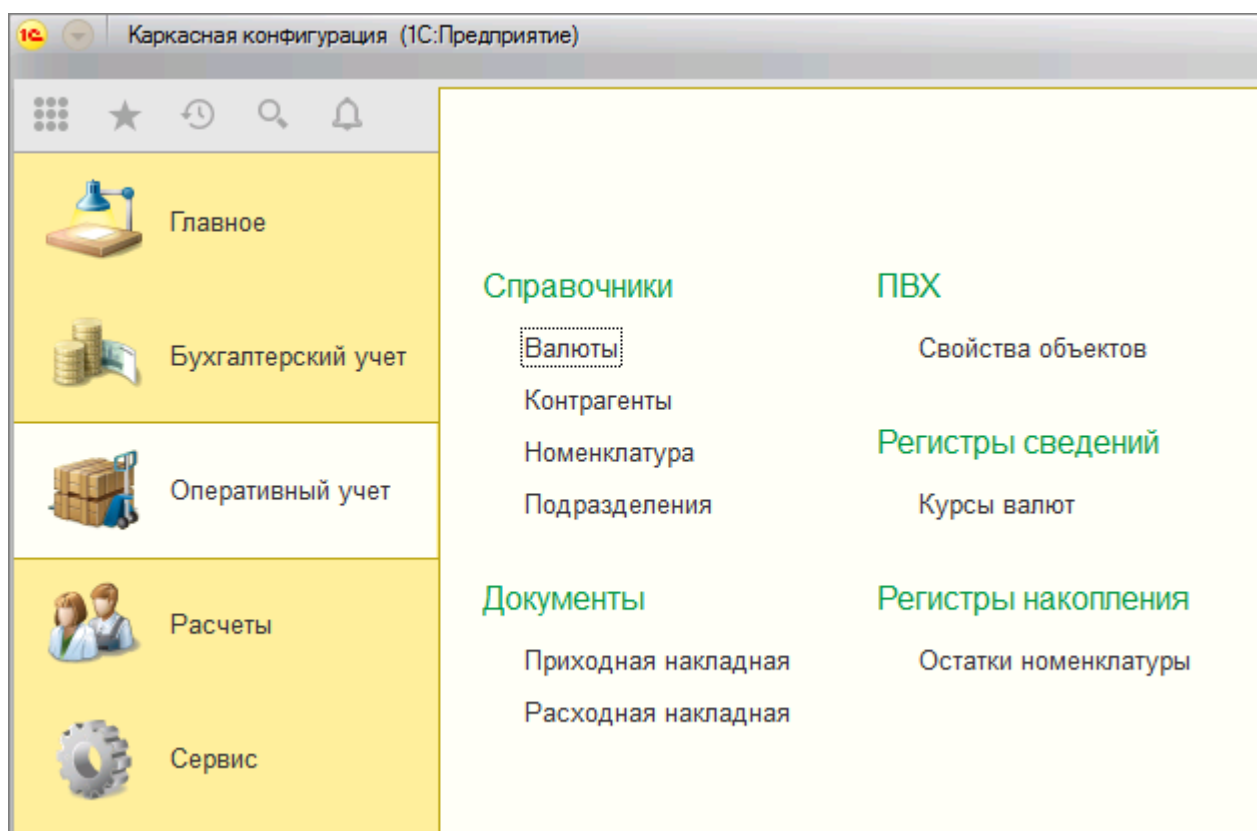 1С Каркасная конфигурация (1С:Предприятие)
Главное
Бухгалтерский учет
Оперативный учет
Расчеты
Сервис
Справочники
Валюты
Контрагенты
Номенклатура
Подразделения
Документы
Приходная накладная
Расходная накладная
ПВХ
Свойства объектов
Регистры сведений
Курсы валют
Регистры накопления
Остатки номенклатуры